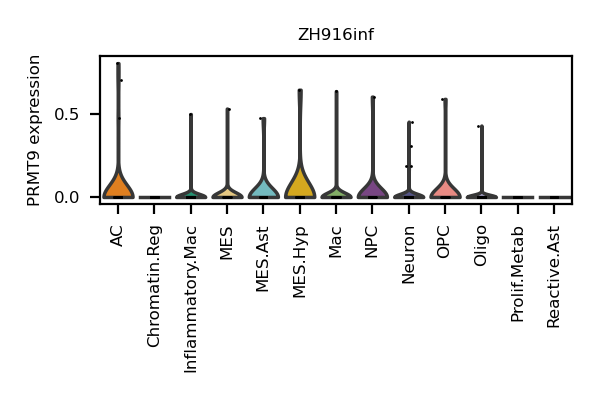 ZH916inf
PRMT9 expression
0.5
0.0
AC
Chromatin.Reg
Inflammatory.Mac
MES
MES.Ast
MES.Hyp
Mac
NPC
Neuron
OPC
Oligo
Prolif.Metab
Reactive.Ast